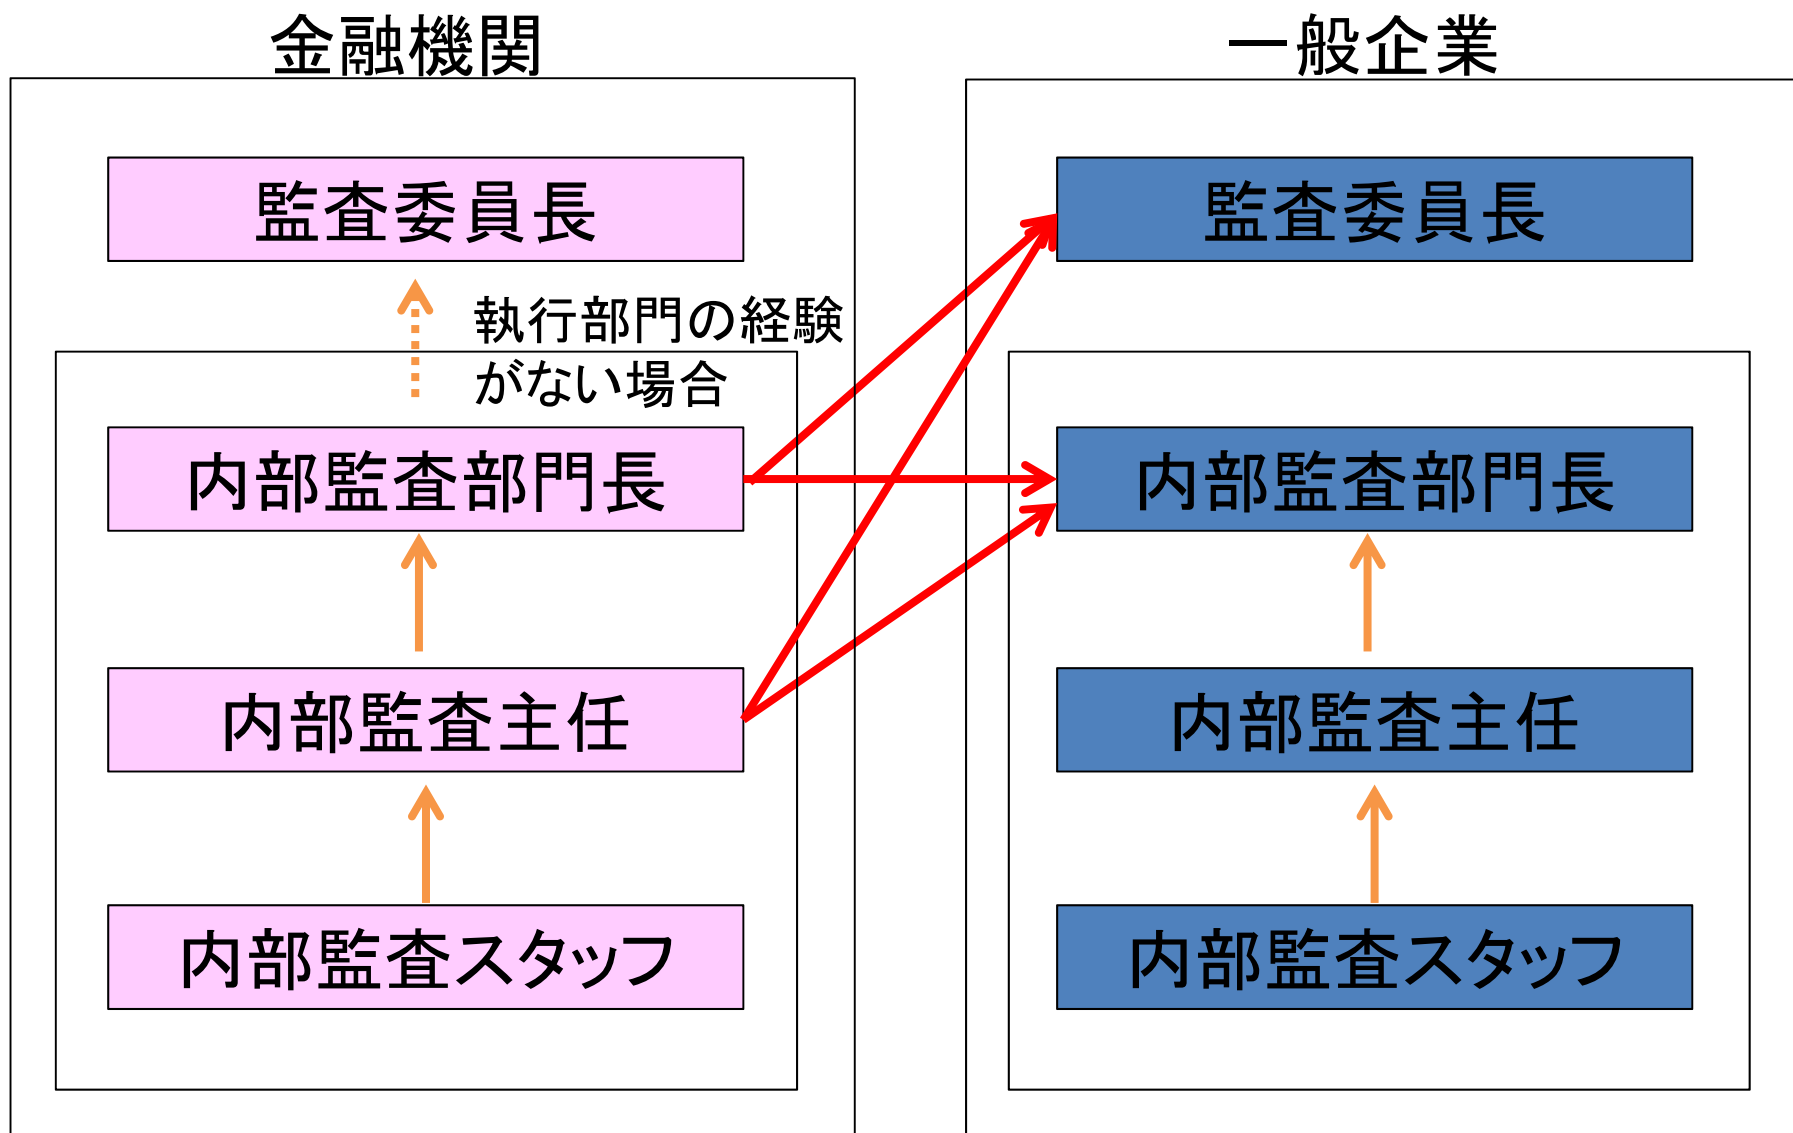 金融機関
監査委員長
執行部門の経験
がない場合
内部監査部門長
内部監査主任
内部監査スタッフ
一般企業
監査委員長
内部監査部門長
内部監査主任
内部監査スタッフ